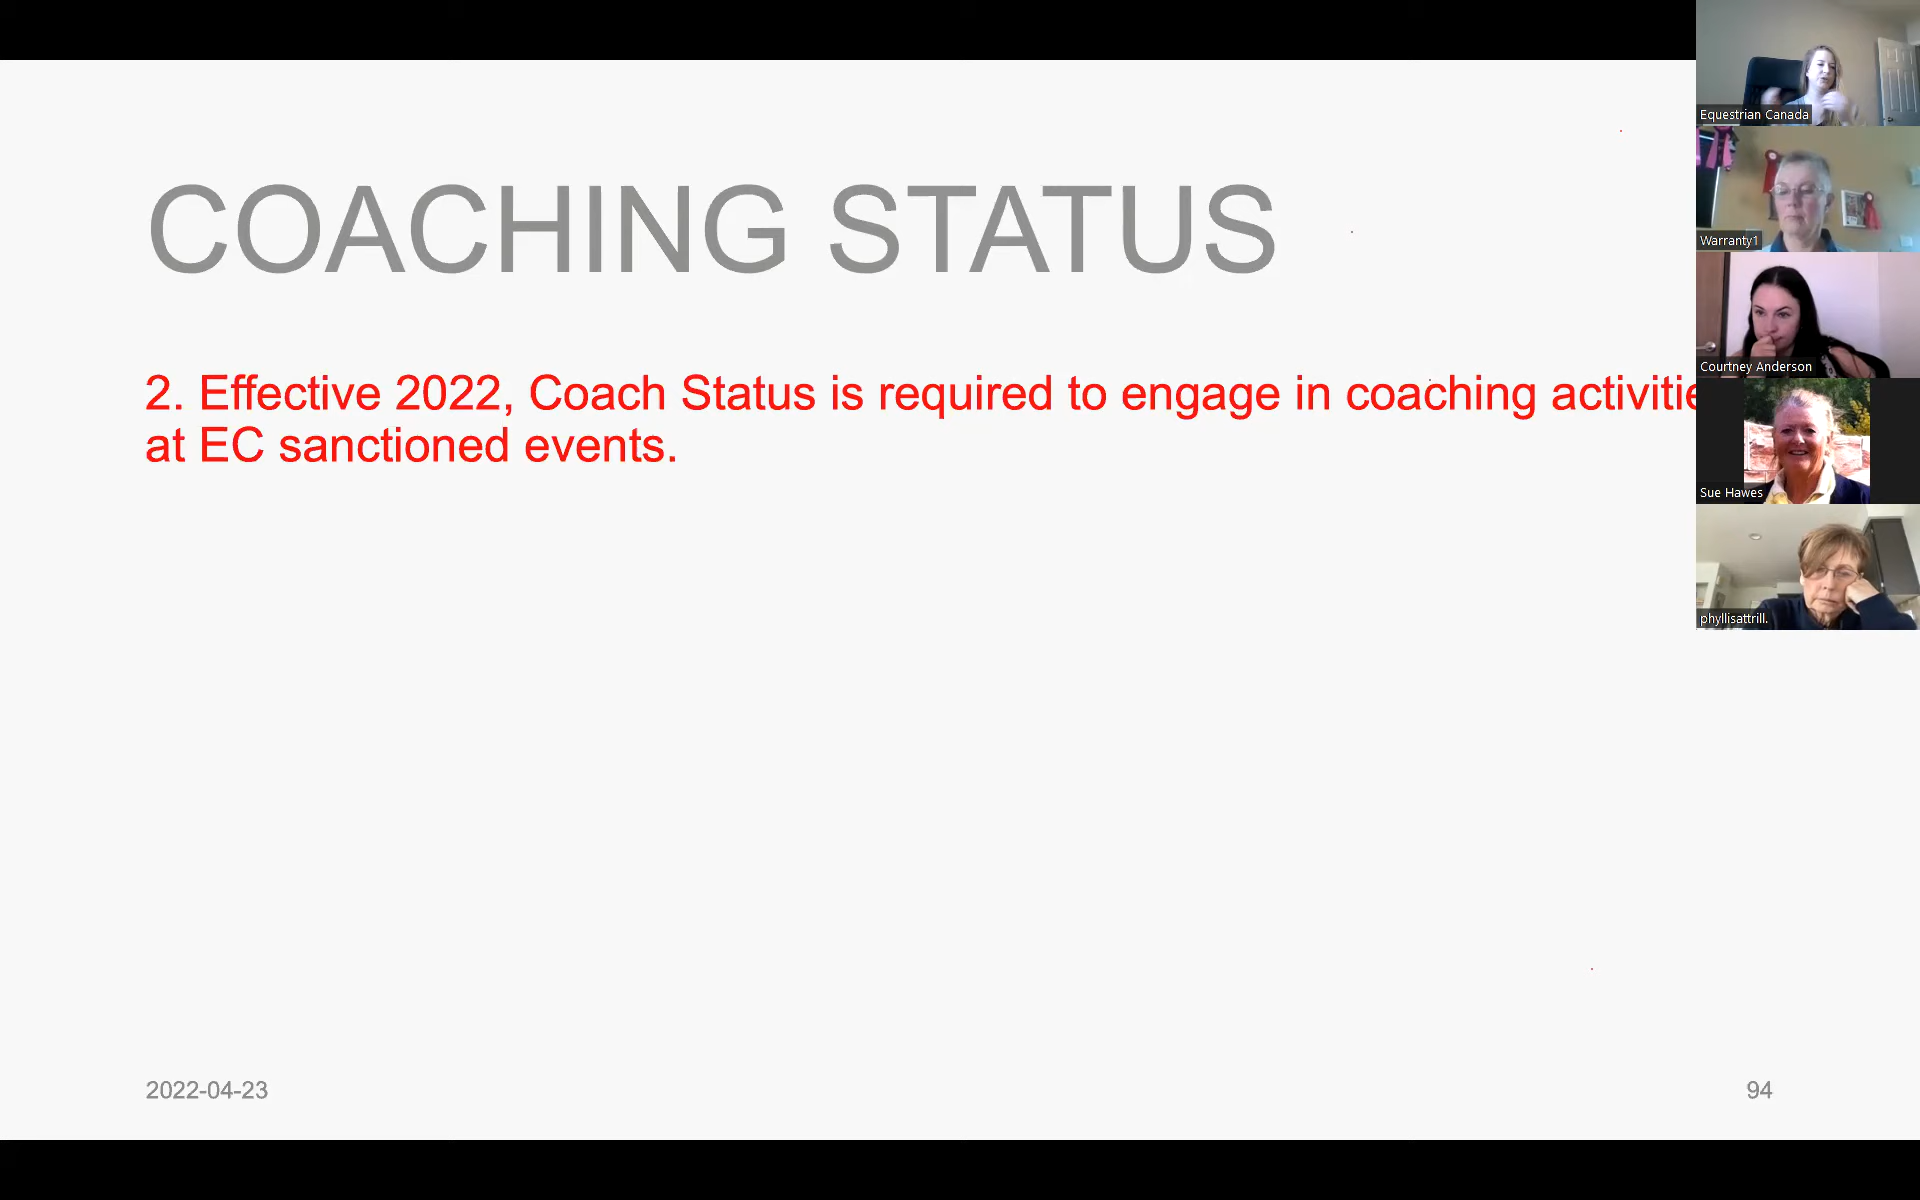 COACHING STATUS
2. Effective 2022, Coach Status is required to engage in coaching activitie
at EC sanctioned events.
2022-04-23
94
Equestrian Canada
Warranty1
Courtney Anderson
Sue Hawes
phyllisattrill.